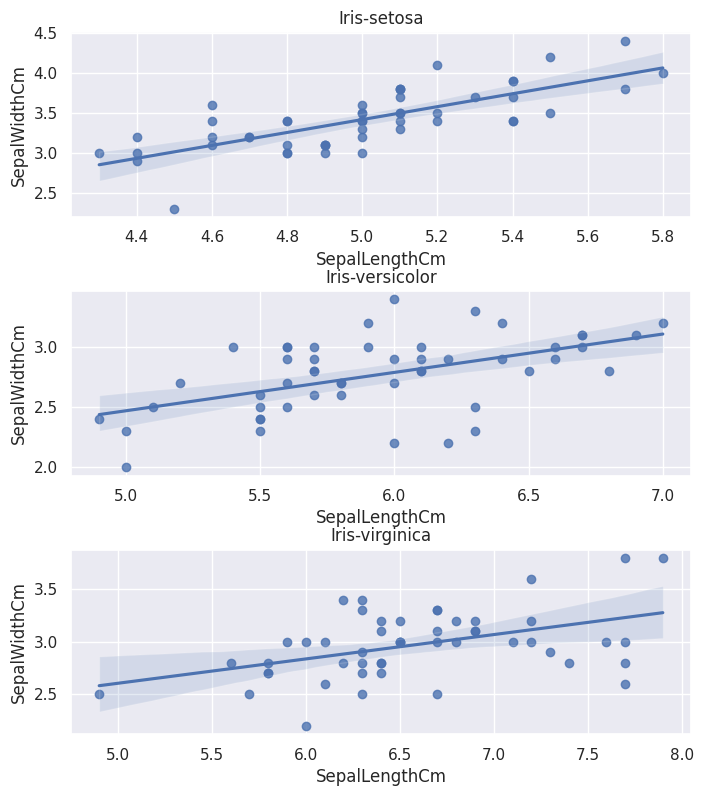 Iris-setosa
4.5
4.0
3.5
3.0
2.5
SepalWidthCm
4.4 4.6 4.8 5.0 5.2 5.4 5.6 5.8
SepalLengthCm
Iris-versicolor
3.0
2.5
2.0
SepalWidthCm
5.0 5.5 6.0 6.5 7.0
SepalLengthCm
Iris-virginica
3.5
3.0
2.5
SepalWidthCm
5.0 5.5 6.0 6.5 7.0 7.5 8.0
SepalLengthCm